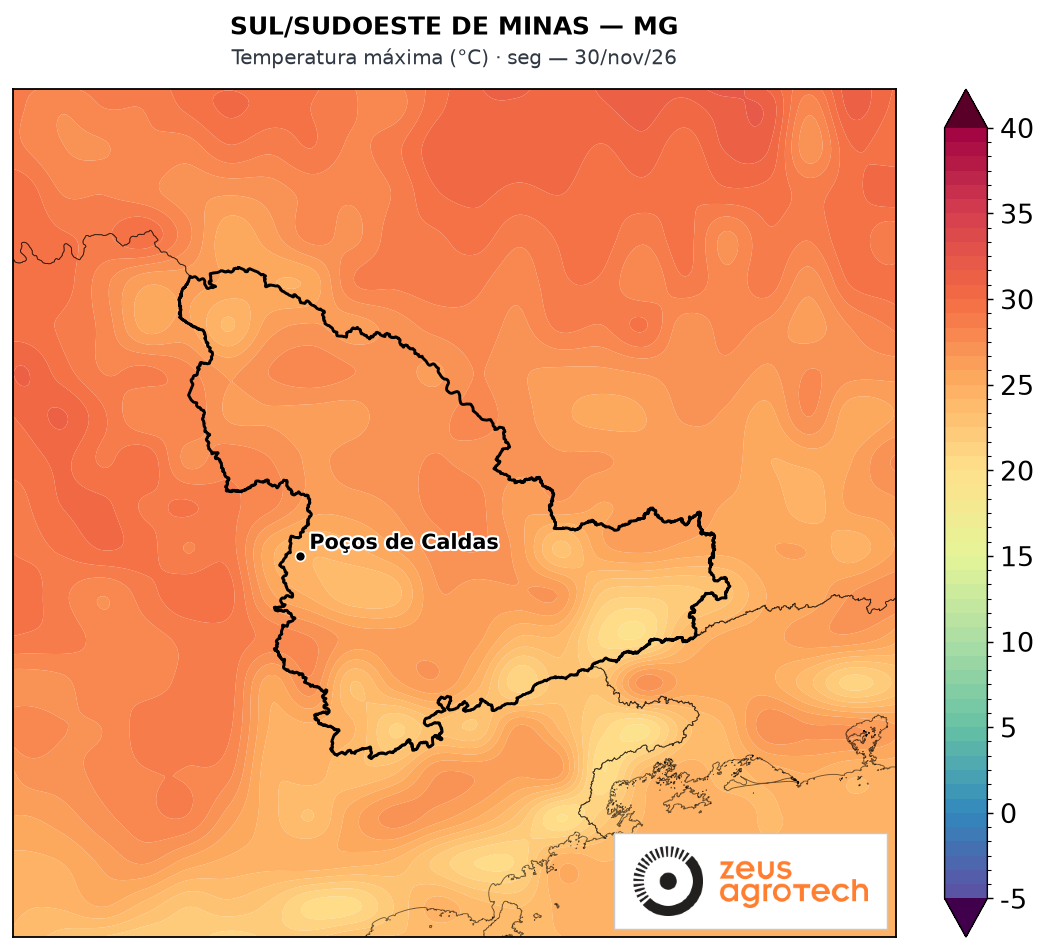 SUL/SUDOESTE DE MINAS — MG
Temperatura máxima (°C) · seg — 30/nov/26
40
35
30
25
20
15
10
5
0
-5
Poços de Caldas
zeus
agrotech